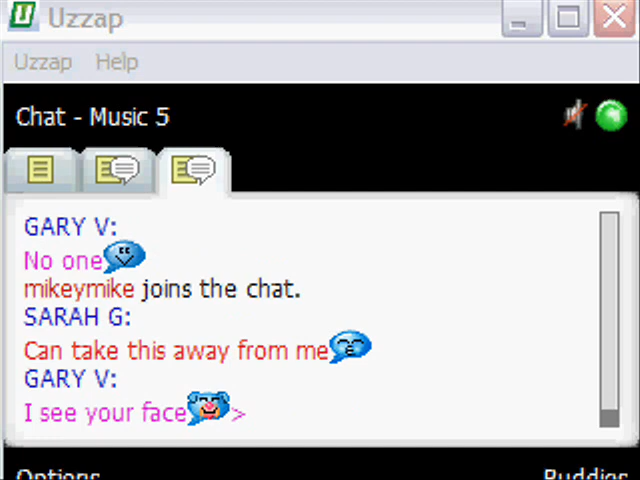 Uzzap
Uzzap Help
Chat - Music 5
GARY V:
No one
mikeymike joins the chat.
SARAH G:
Can take this away from me
GARY V:
I see your face >
Options Buddies